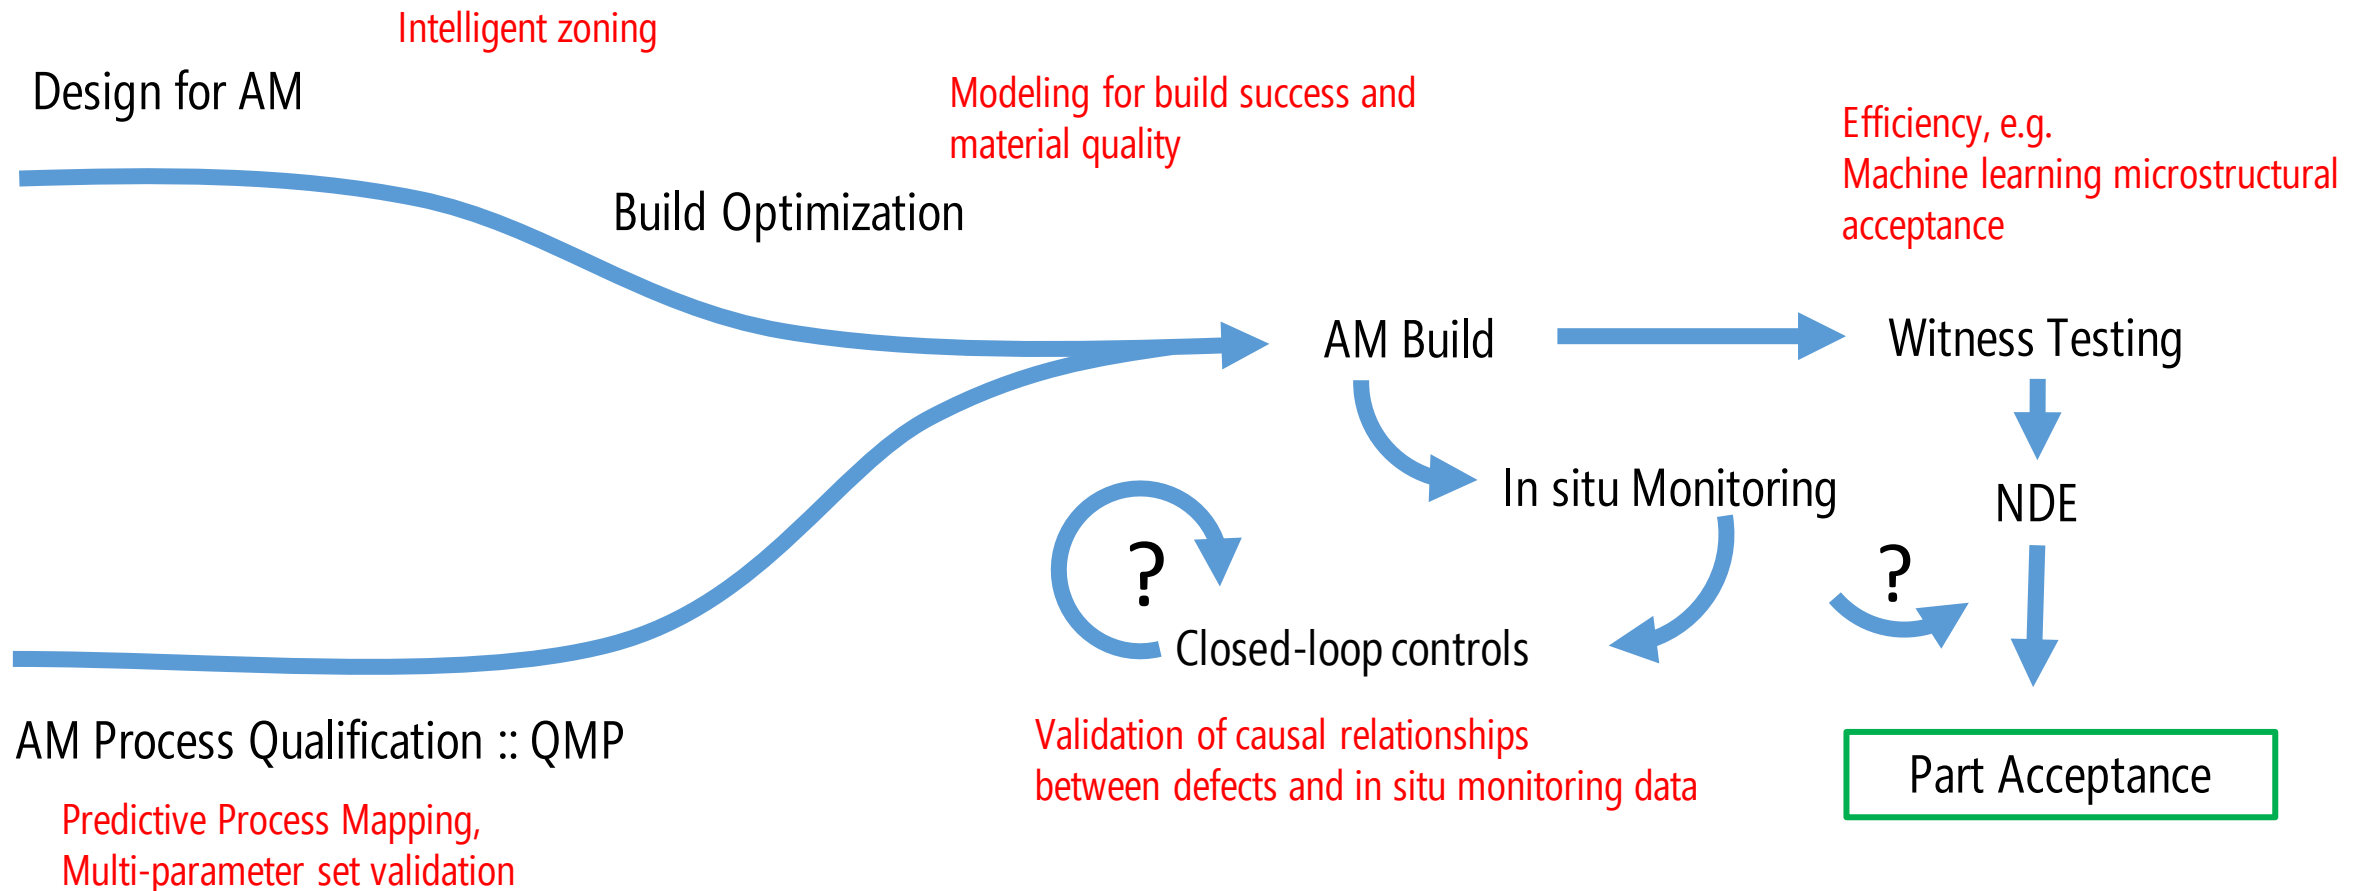 Intelligent zoning
Design for AM
Modeling for build success and
material quality
Efficiency, e.g.
Machine learning microstructural
acceptance
Build Optimization
AM Build
Witness Testing
In situ Monitoring
NDE
?
?
Closed-loop controls
AM Process Qualification :: QMP
Validation of causal relationships
between defects and in situ monitoring data
Part Acceptance
Predictive Process Mapping,
Multi-parameter set validation